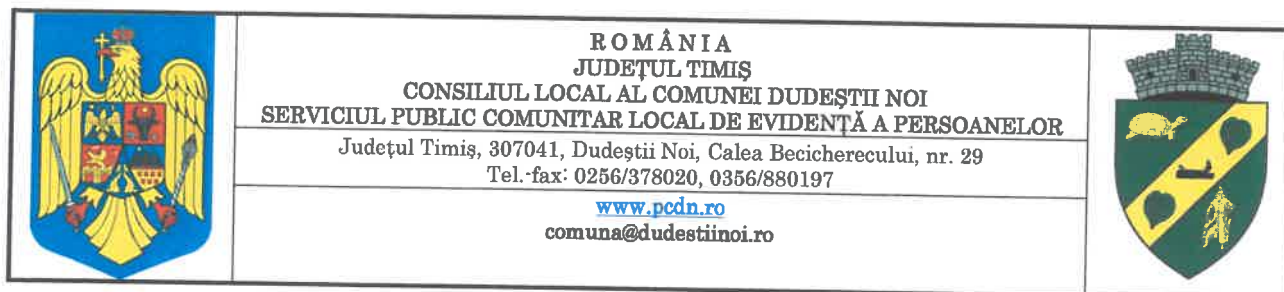 ROMÂNIA
JUDEȚUL TIMIȘ
CONSILIUL LOCAL AL COMUNEI DUDEȘTII NOI
SERVICIUL PUBLIC COMUNITAR LOCAL DE EVIDENȚĂ A PERSOANELOR
Județul Timiș, 307041, Dudeștii Noi, Calea Becicherecului, nr. 29
Tel.-fax: 0256/378020, 0356/880197
www.pcdn.ro
comuna@dudestiinoi.ro